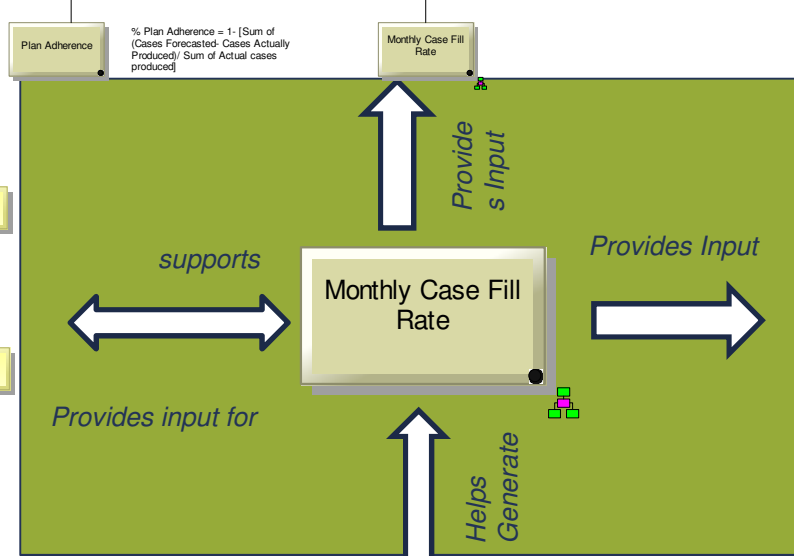 Plan Adherence
% Plan Adherence = 1- [Sum of
(Cases Forecasted- Cases Actually
Produced)/ Sum of Actual cases
produced]
Monthly Case Fill
Rate
Provide
s Input
supports
Provides Input
Monthly Case Fill
Rate
Provides input for
Helps
Generate